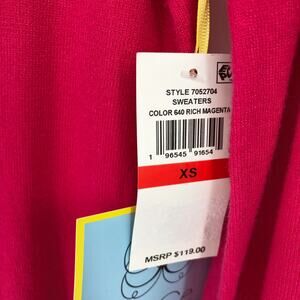 STYLE 7052704
SWEATERS
COLOR 640 RICH MAGENTA
1 96545 91654
XS
MSRP $119.00